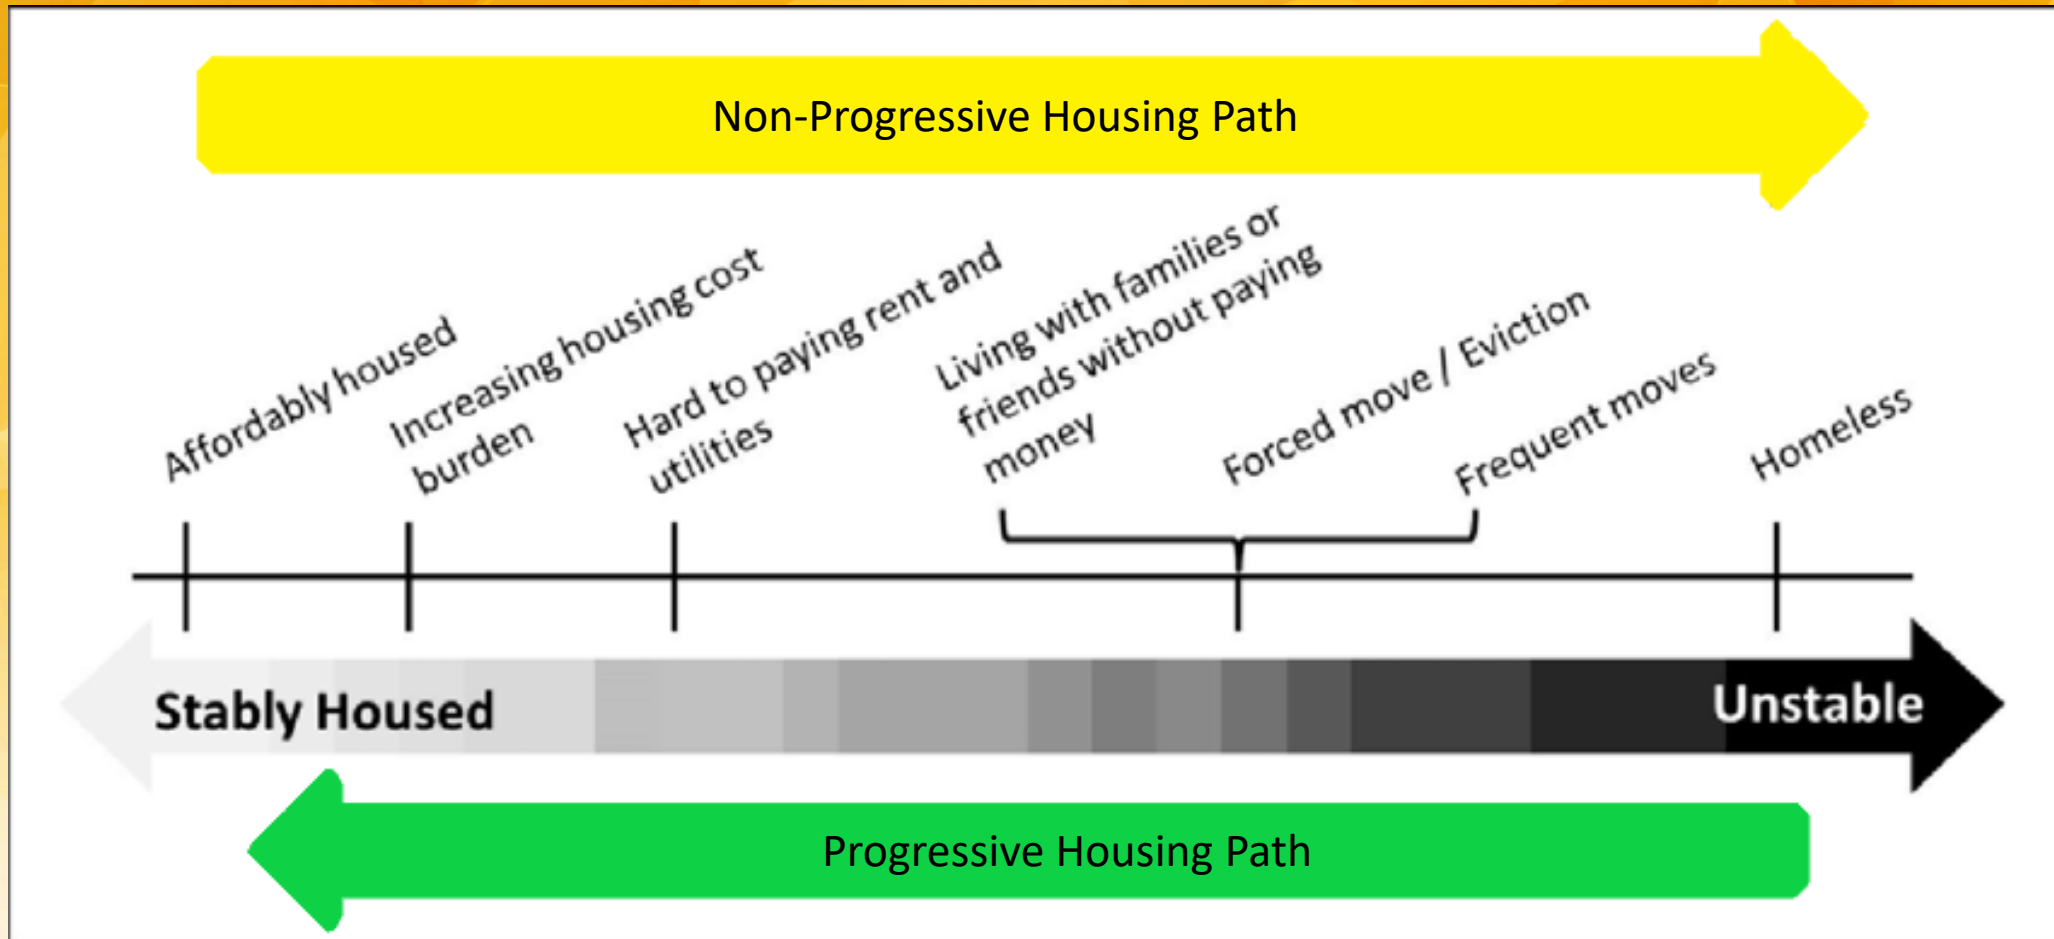 Non-Progressive Housing Path
Affordably housed
Increasing housing cost
burden
Hard to paying rent and
utilities
Living with families or
friends without paying
money
Forced move / Eviction
Frequent moves
Homeless
Stably Housed
Unstable
Progressive Housing Path